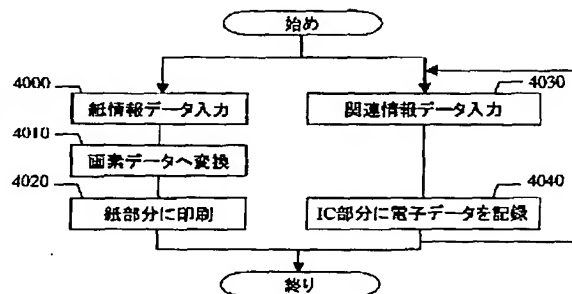 始め
4000
紙情報データ入力
4030
関連情報データ入力
4010
画素データへ変換
4020
紙部分に印刷
4040
IC部分に電子データを記録
終り